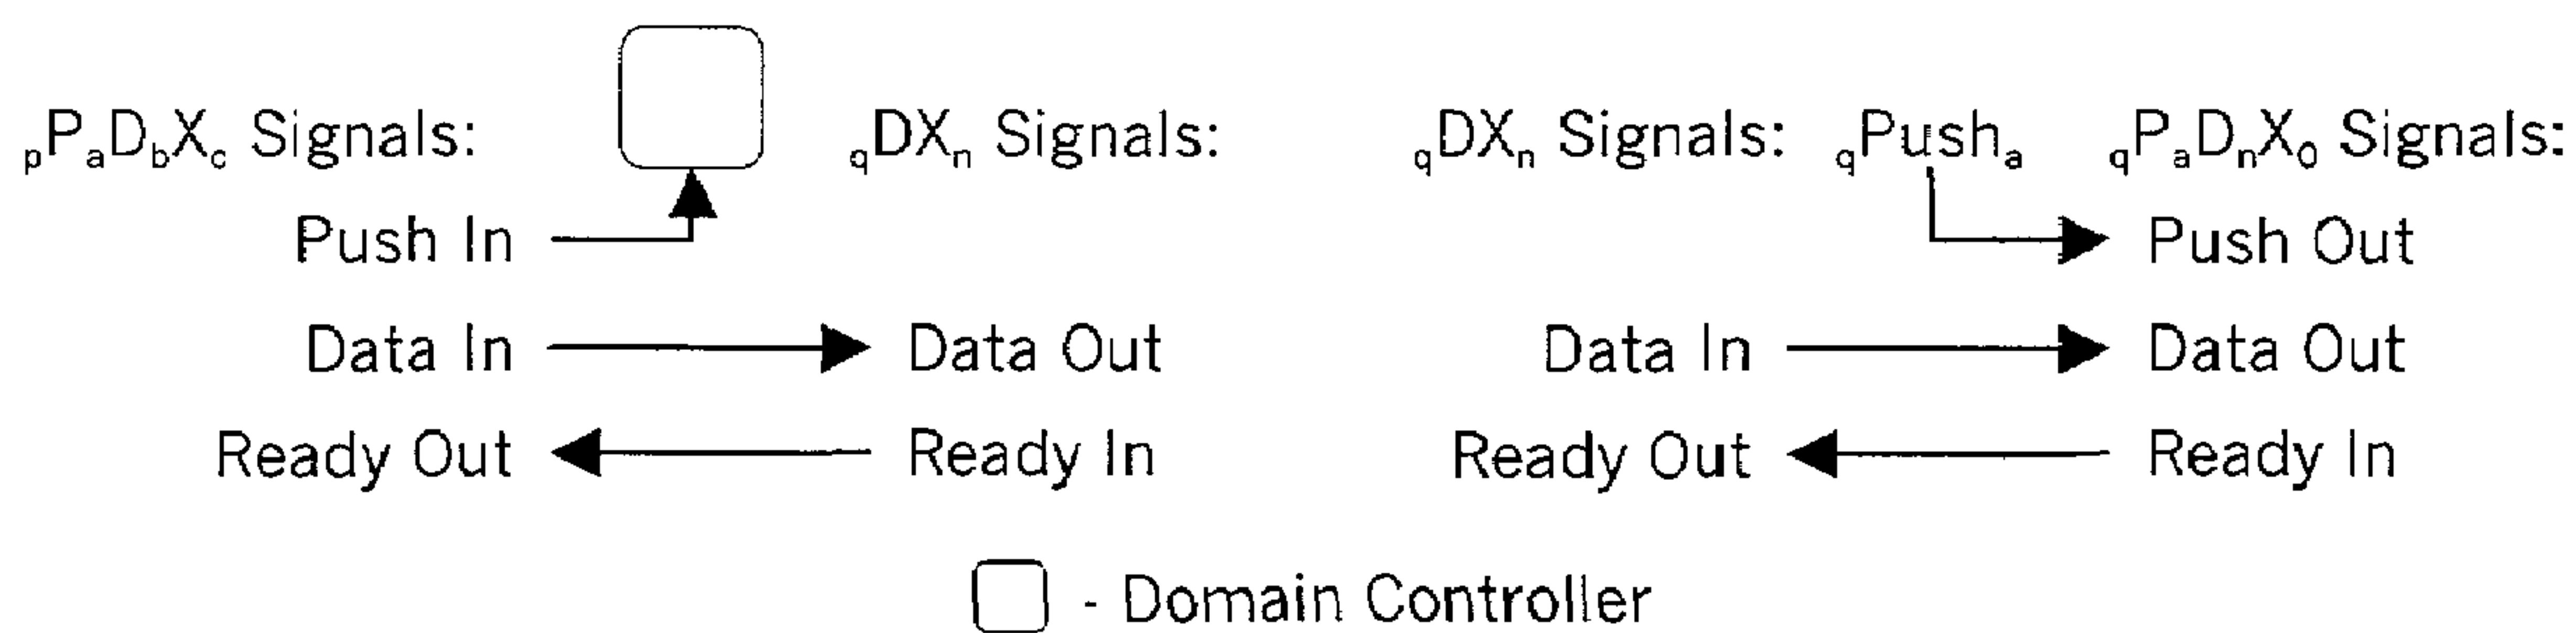 pPaDbXc Signals: qDXn Signals: qDXn Signals: qPusha qPaDnX0 Signals:
Push In Push Out
Data In Data Out Data In Data Out
Ready Out Ready In Ready Out Ready In
- Domain Controller